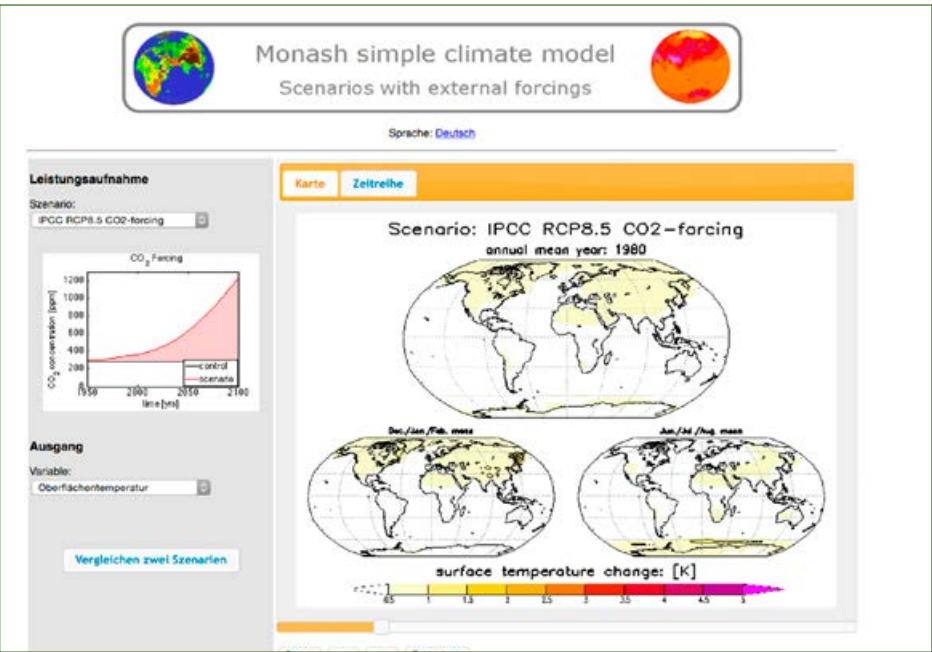 Monash simple climate model
Scenarios with external forcings
Sprache: Deutsch
Leistungsaufnahme
Szenario:
IPCC RCP8.5 CO2-forcing
CO2 Forcing
CO2 concentration [ppm]
1200
1000
800
600
400
200
0
control
scenario
1950 2000 2050 2100
time [yrs]
Ausgang
Variable:
Oberflächentemperatur
Vergleichen zwei Szenarien
Karte Zeitreihe
Scenario: IPCC RCP8.5 CO2-forcing
annual mean year: 1980
Dec./Jan./Feb. mean Jun./Jul./Aug. mean
surface temperature change: [K]
0.5 1 1.5 2 2.5 3 3.5 4 4.5 5